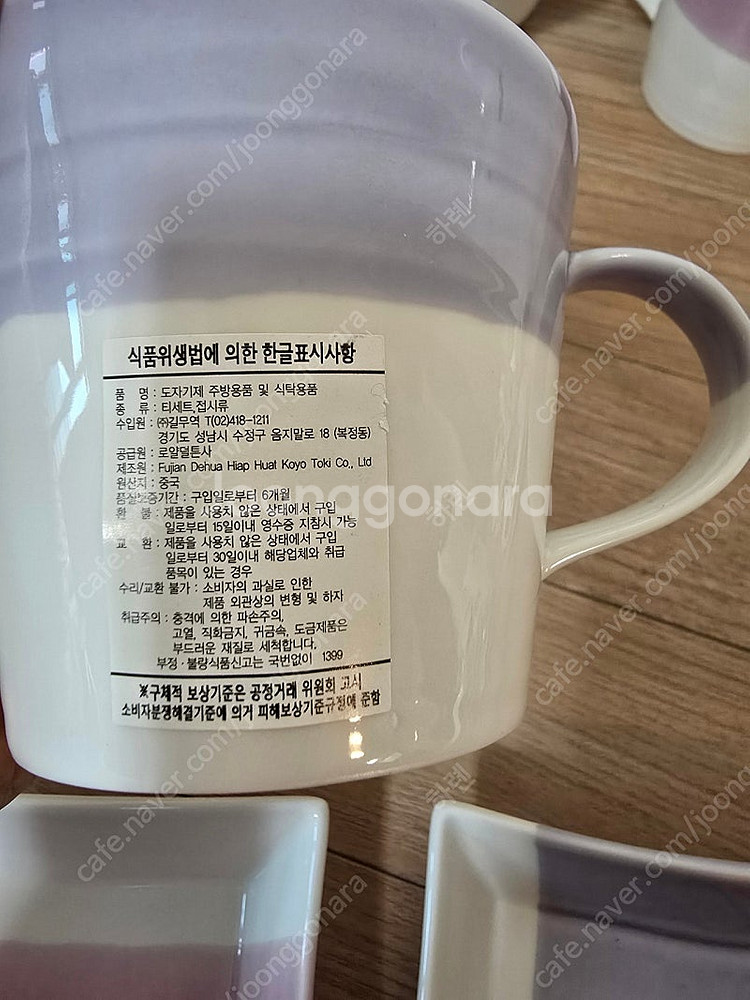 식품위생법에 의한 한글표시사항
품 명 : 도자기제 주방용품 및 식탁용품
종 류 : 티세트,접시류
수입원 : ㈜길무역 T(02)418-1211
경기도 성남시 수정구 음지말로 18 (복정동)
공급원 : 로얄덜튼사
제조원 : Fujian Dehua Hiap Huat Koyo Toki Co., Ltd
원산지 : 중국
품질보증기간 : 구입일로부터 6개월
환 불 : 제품을 사용치 않은 상태에서 구입
일로부터 15일이내 영수증 지참시 가능
교 환 : 제품을 사용치 않은 상태에서 구입
일로부터 30일이내 해당업체와 취급
품목이 있는 경우
수리/교환 불가 : 소비자의 과실로 인한
제품 외관상의 변형 및 하자
취급주의 : 충격에 의한 파손주의,
고열, 직화금지, 귀금속, 도금제품은
부드러운 재질로 세척합니다.
부정·불량식품신고는 국번없이 1399
※구체적 보상기준은 공정거래 위원회 고시
소비자분쟁해결기준에 의거 피해보상기준규정에 준함
joonggonara
cafe.naver.com/joonggonara
하렌